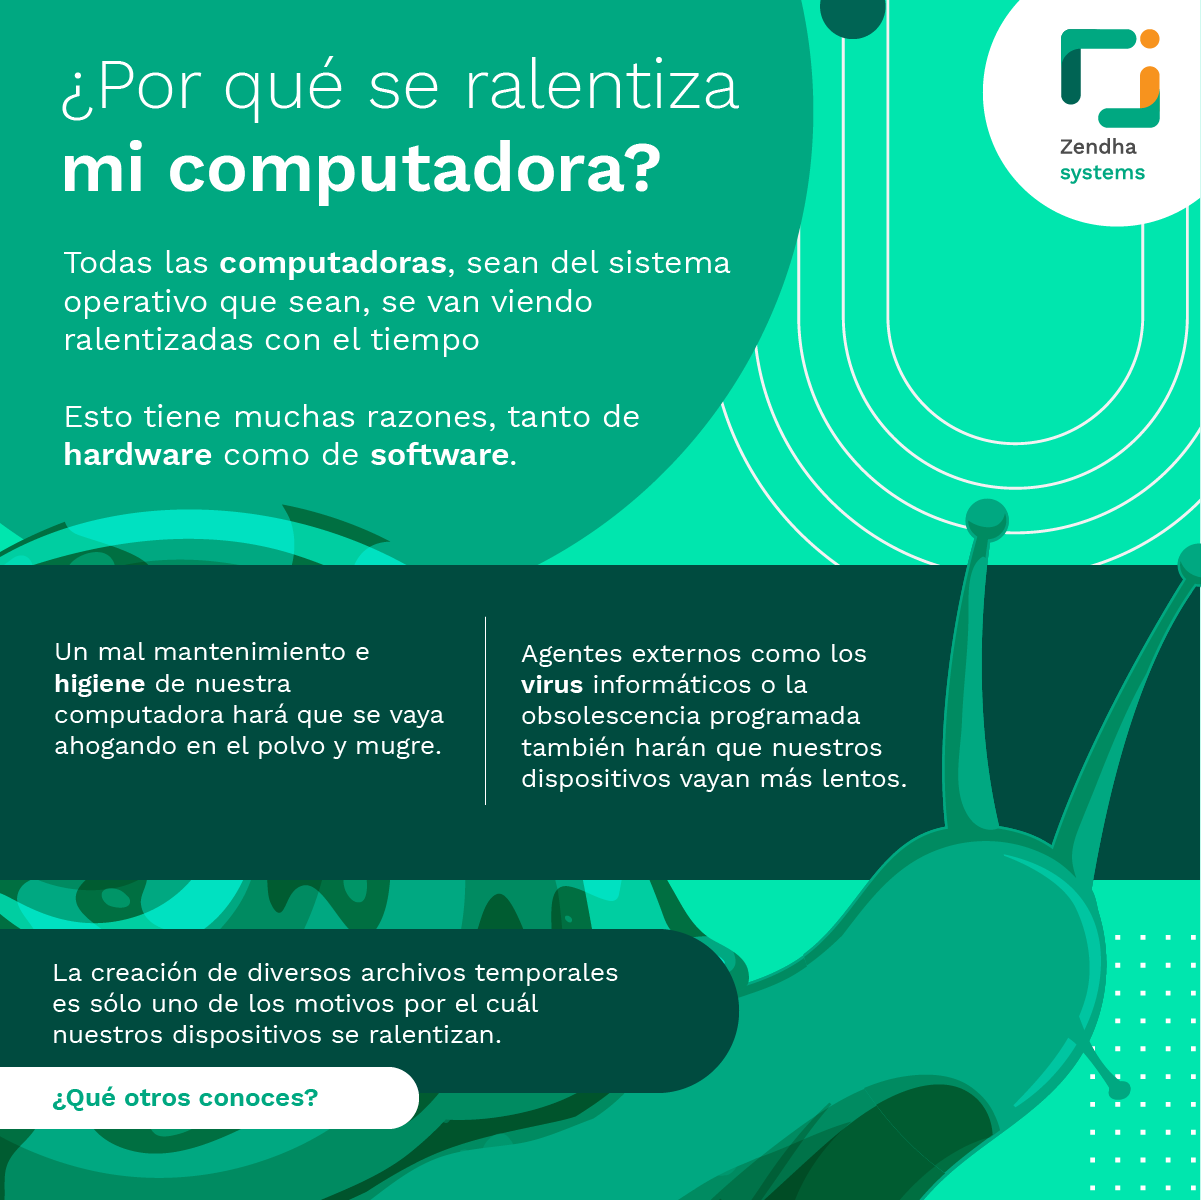 ¿Por qué se ralentiza
mi computadora?
Zendha
systems
Todas las computadoras, sean del sistema
operativo que sean, se van viendo
ralentizadas con el tiempo
Esto tiene muchas razones, tanto de
hardware como de software.
Un mal mantenimiento e
higiene de nuestra
computadora hará que se vaya
ahogando en el polvo y mugre.
Agentes externos como los
virus informáticos o la
obsolescencia programada
también harán que nuestros
dispositivos vayan más lentos.
La creación de diversos archivos temporales
es sólo uno de los motivos por el cuál
nuestros dispositivos se ralentizan.
¿Qué otros conoces?